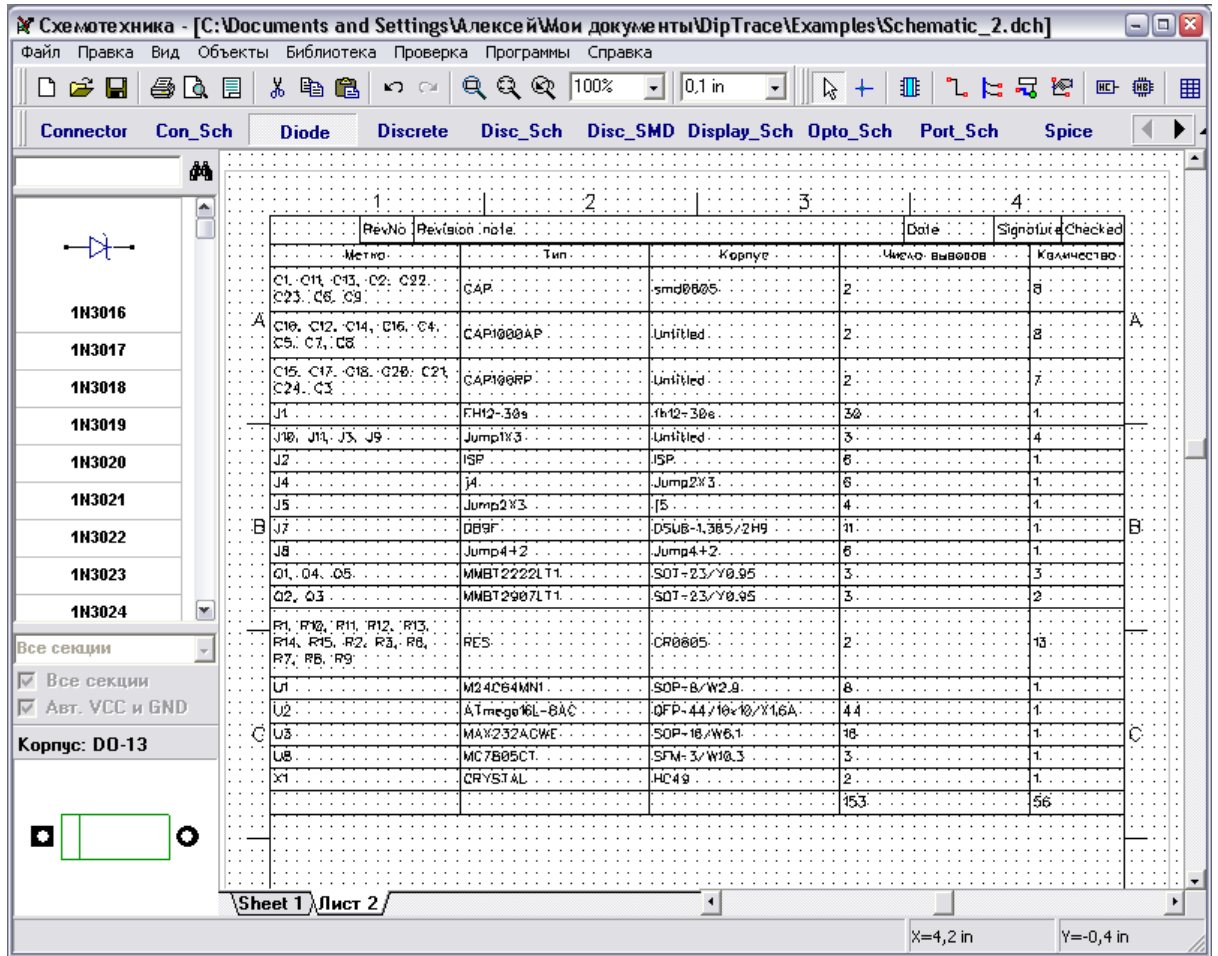 Схемотехника - [C:\Documents and Settings\Алексей\Мои документы\DipTrace\Examples\Schematic_2.dch]
Файл Правка Вид Объекты Библиотека Проверка Программы Справка
100% 0,1 in
Connector Con_Sch Diode Discrete Disc_Sch Disc_SMD Display_Sch Opto_Sch Port_Sch Spice
1N3016
1N3017
1N3018
1N3019
1N3020
1N3021
1N3022
1N3023
1N3024
Все секции
Все секции
Авт. VCC и GND
Корпус: DO-13
1 2 3 4
RevNo Revision note Date Signature Checked
Метка Тип Корпус Число выводов Количество
C1, C11, C13, C2, C22,
C23, C6, C9 CAP smd0805 2 8
A A
C10, C12, C14, C16, C4,
C5, C7, C8 CAP1000AP Untitled 2 8
C15, C17, C18, C20, C21,
C24, C3 CAP100RP Untitled 2 7
J1 FH12-30s fh12-30s 30 1
J10, J11, J3, J9 Jump1X3 Untitled 3 4
J2 ISP ISP 6 1
J4 j4 Jump2X3 6 1
J5 Jump2X3 j5 4 1
B J7 DB9F DSUB-1.385/2H9 11 1 B
J8 Jump4+2 Jump4+2 6 1
Q1, Q4, Q5 MMBT2222LT1 SOT-23/Y0.95 3 3
Q2, Q3 MMBT2907LT1 SOT-23/Y0.95 3 2
R1, R10, R11, R12, R13,
R14, R15, R2, R3, R6,
R7, R8, R9 RES CR0805 2 13
U1 M24C64MN1 SOP-8/W2.9 8 1
U2 ATmega16L-8AC QFP-44/10x10/X1.6A 44 1
C U3 MAX232ACWE SOP-16/W6.1 16 1 C
U8 MC7805CT SFM-3/W10.3 3 1
X1 CRYSTAL HC49 2 1
153 56
Sheet 1 Лист 2
X=4,2 in Y=-0,4 in